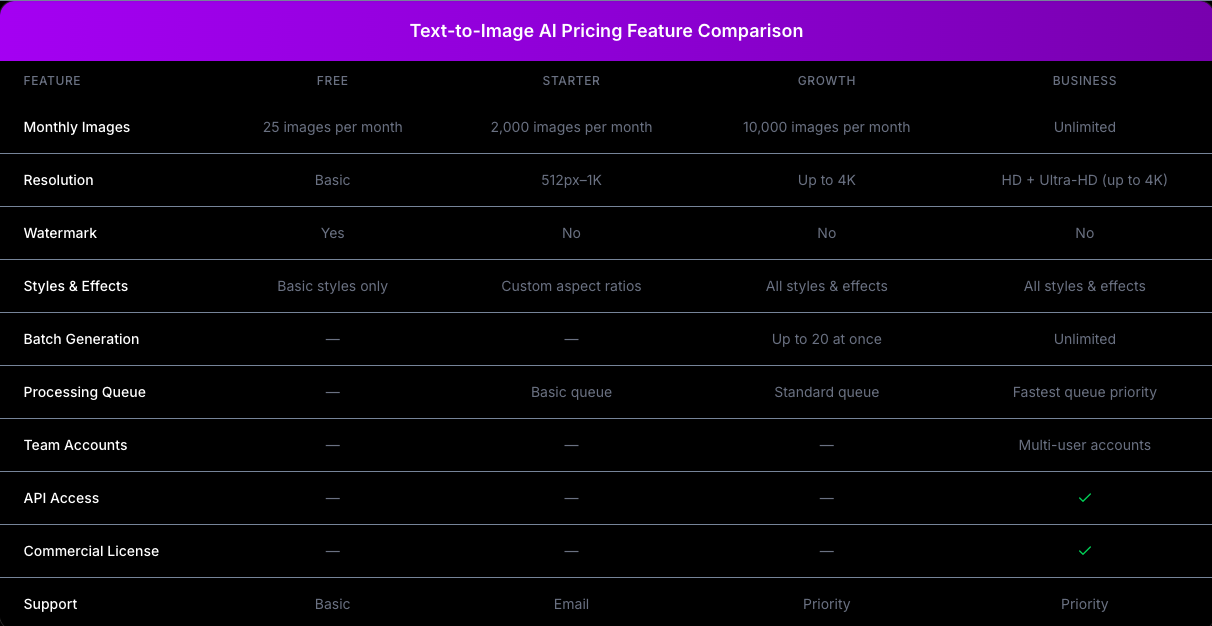 Text-to-Image AI Pricing Feature Comparison
FEATURE FREE STARTER GROWTH BUSINESS
Monthly Images 25 images per month 2,000 images per month 10,000 images per month Unlimited
Resolution Basic 512px–1K Up to 4K HD + Ultra-HD (up to 4K)
Watermark Yes No No No
Styles & Effects Basic styles only Custom aspect ratios All styles & effects All styles & effects
Batch Generation — — Up to 20 at once Unlimited
Processing Queue — Basic queue Standard queue Fastest queue priority
Team Accounts — — — Multi-user accounts
API Access — — — ✓
Commercial License — — — ✓
Support Basic Email Priority Priority